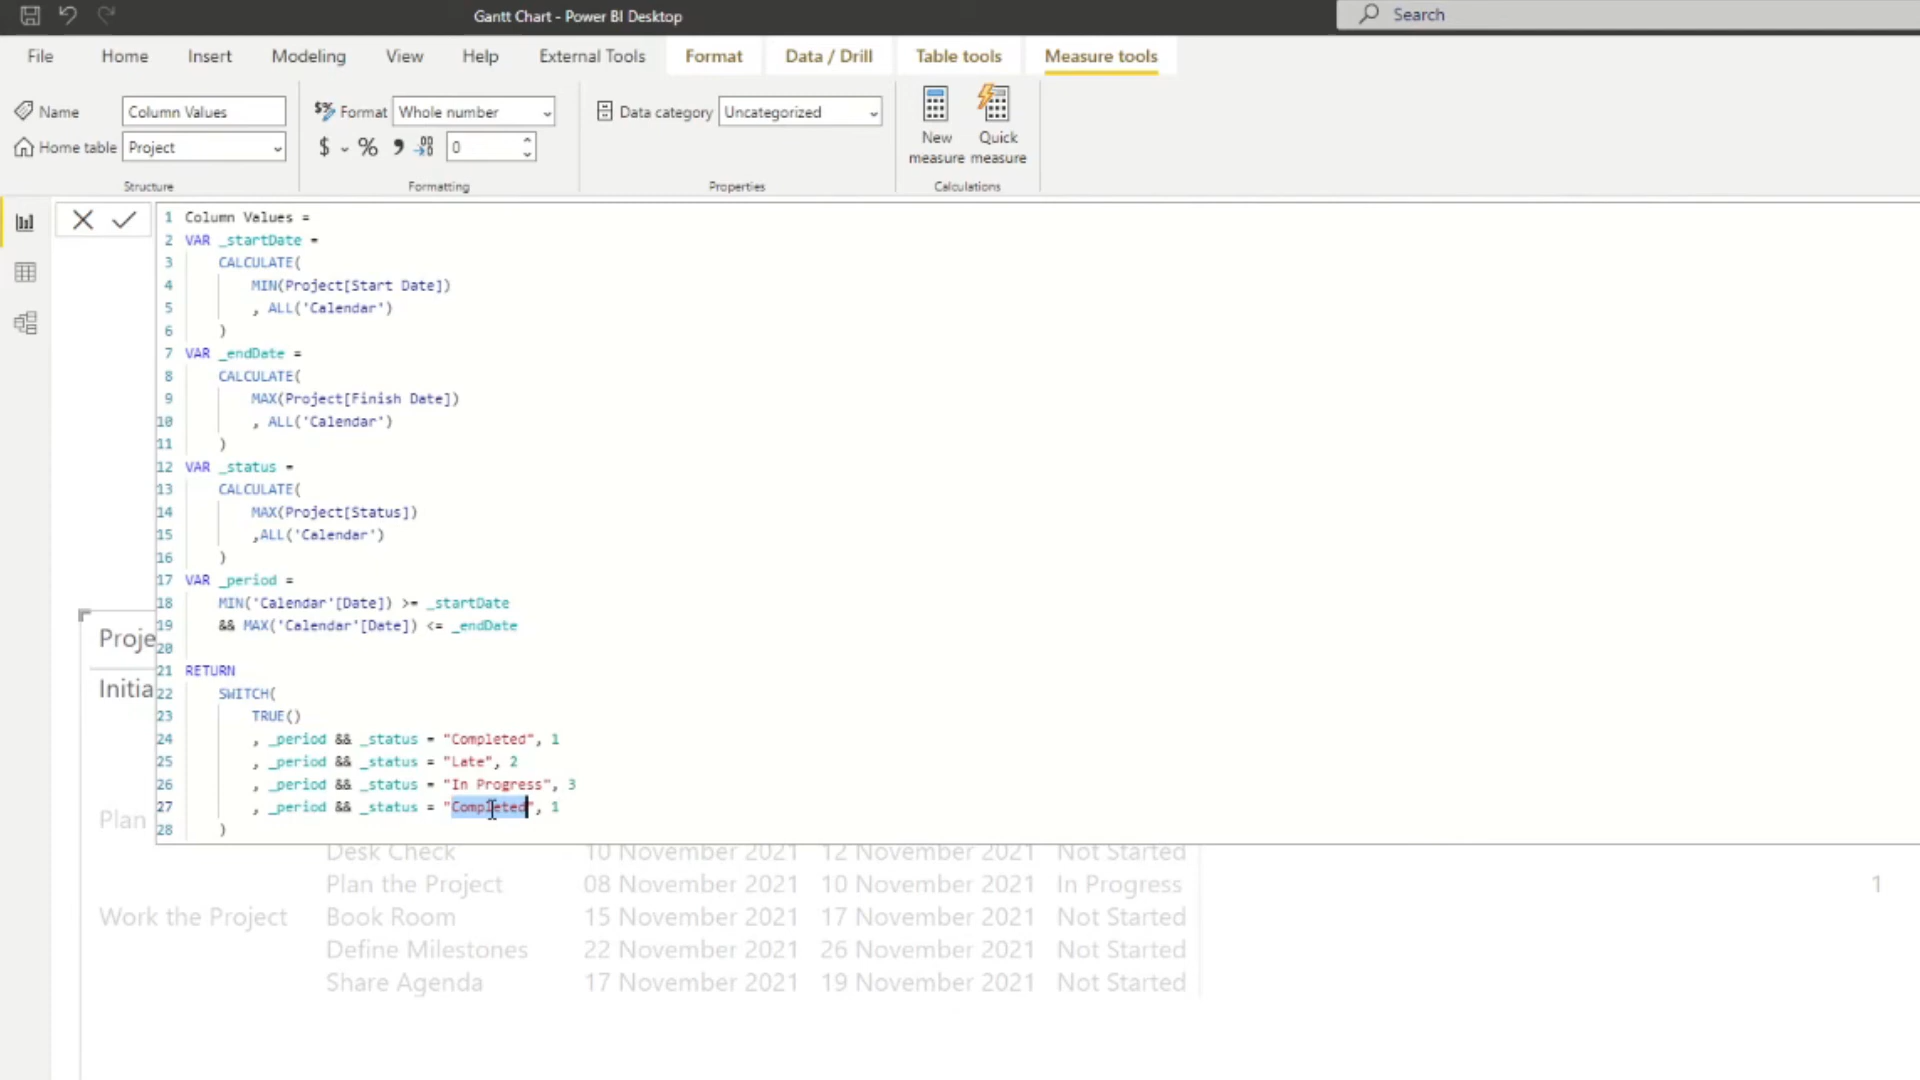 Gantt Chart - Power BI Desktop
Search
File Home Insert Modeling View Help External Tools Format Data / Drill Table tools Measure tools
Name Column Values
Home table Project
Structure
$% Format Whole number
$ % , .00 0
Formatting
Data category Uncategorized
Properties
New measure
Quick measure
Calculations
1 Column Values =
2 VAR _startDate =
3 CALCULATE(
4 MIN(Project[Start Date])
5 , ALL('Calendar')
6 )
7 VAR _endDate =
8 CALCULATE(
9 MAX(Project[Finish Date])
10 , ALL('Calendar')
11 )
12 VAR _status =
13 CALCULATE(
14 MAX(Project[Status])
15 ,ALL('Calendar')
16 )
17 VAR _period =
18 MIN('Calendar'[Date]) >= _startDate
19 && MAX('Calendar'[Date]) <= _endDate
20
21 RETURN
22 SWITCH(
23 TRUE()
24 , _period && _status = "Completed", 1
25 , _period && _status = "Late", 2
26 , _period && _status = "In Progress", 3
27 , _period && _status = "Completed", 1
28 )
Proje
Initia
Plan
Desk Check 10 November 2021 12 November 2021 Not Started
Plan the Project 08 November 2021 10 November 2021 In Progress 1
Work the Project Book Room 15 November 2021 17 November 2021 Not Started
Define Milestones 22 November 2021 26 November 2021 Not Started
Share Agenda 17 November 2021 19 November 2021 Not Started